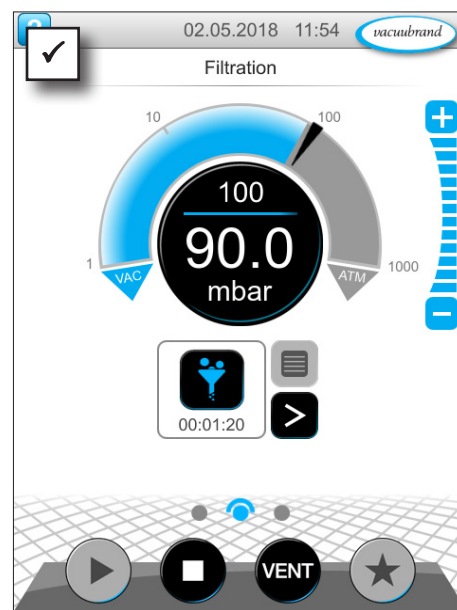 ?
02.05.2018 11:54 vacuubrand
Filtration
10
100
100
90.0
mbar
1
VAC
ATM
1000
00:01:20
VENT